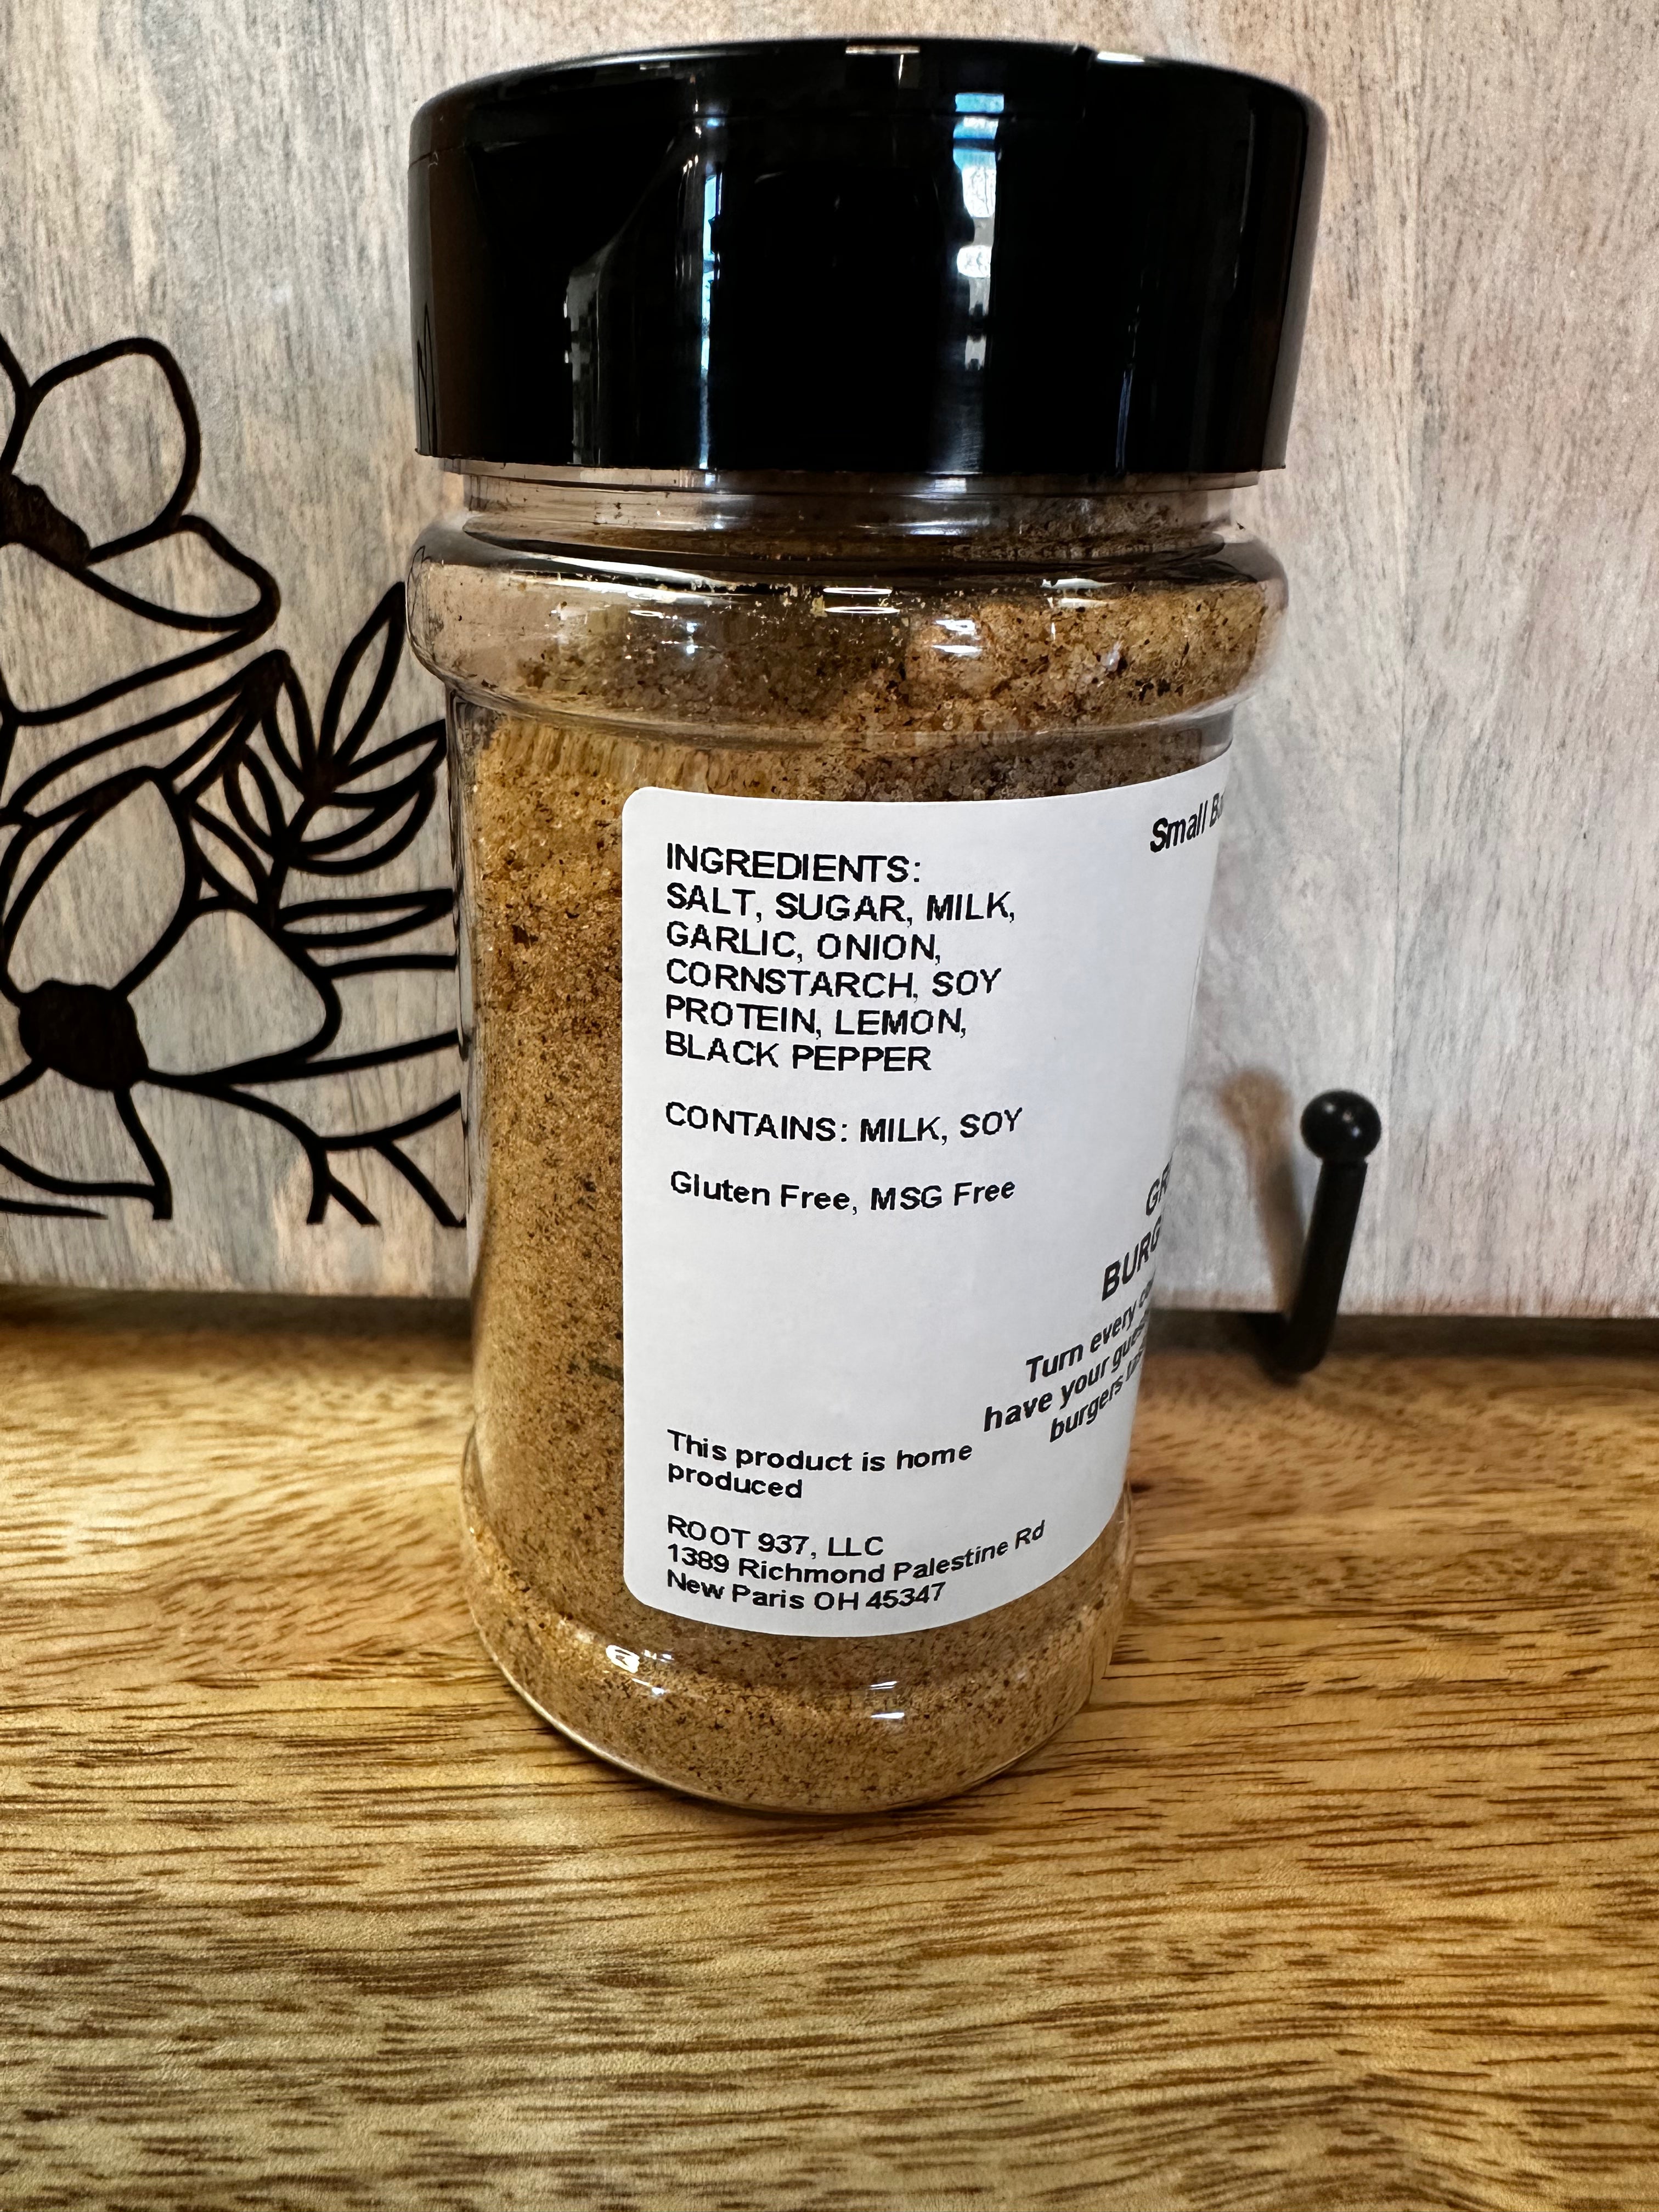 INGREDIENTS:
SALT, SUGAR, MILK,
GARLIC, ONION,
CORNSTARCH, SOY
PROTEIN, LEMON,
BLACK PEPPER
CONTAINS: MILK, SOY
Gluten Free, MSG Free
This product is home
produced
ROOT 937, LLC
1389 Richmond Palestine Rd
New Paris OH 45347
Small
Turn every
have your
burgers